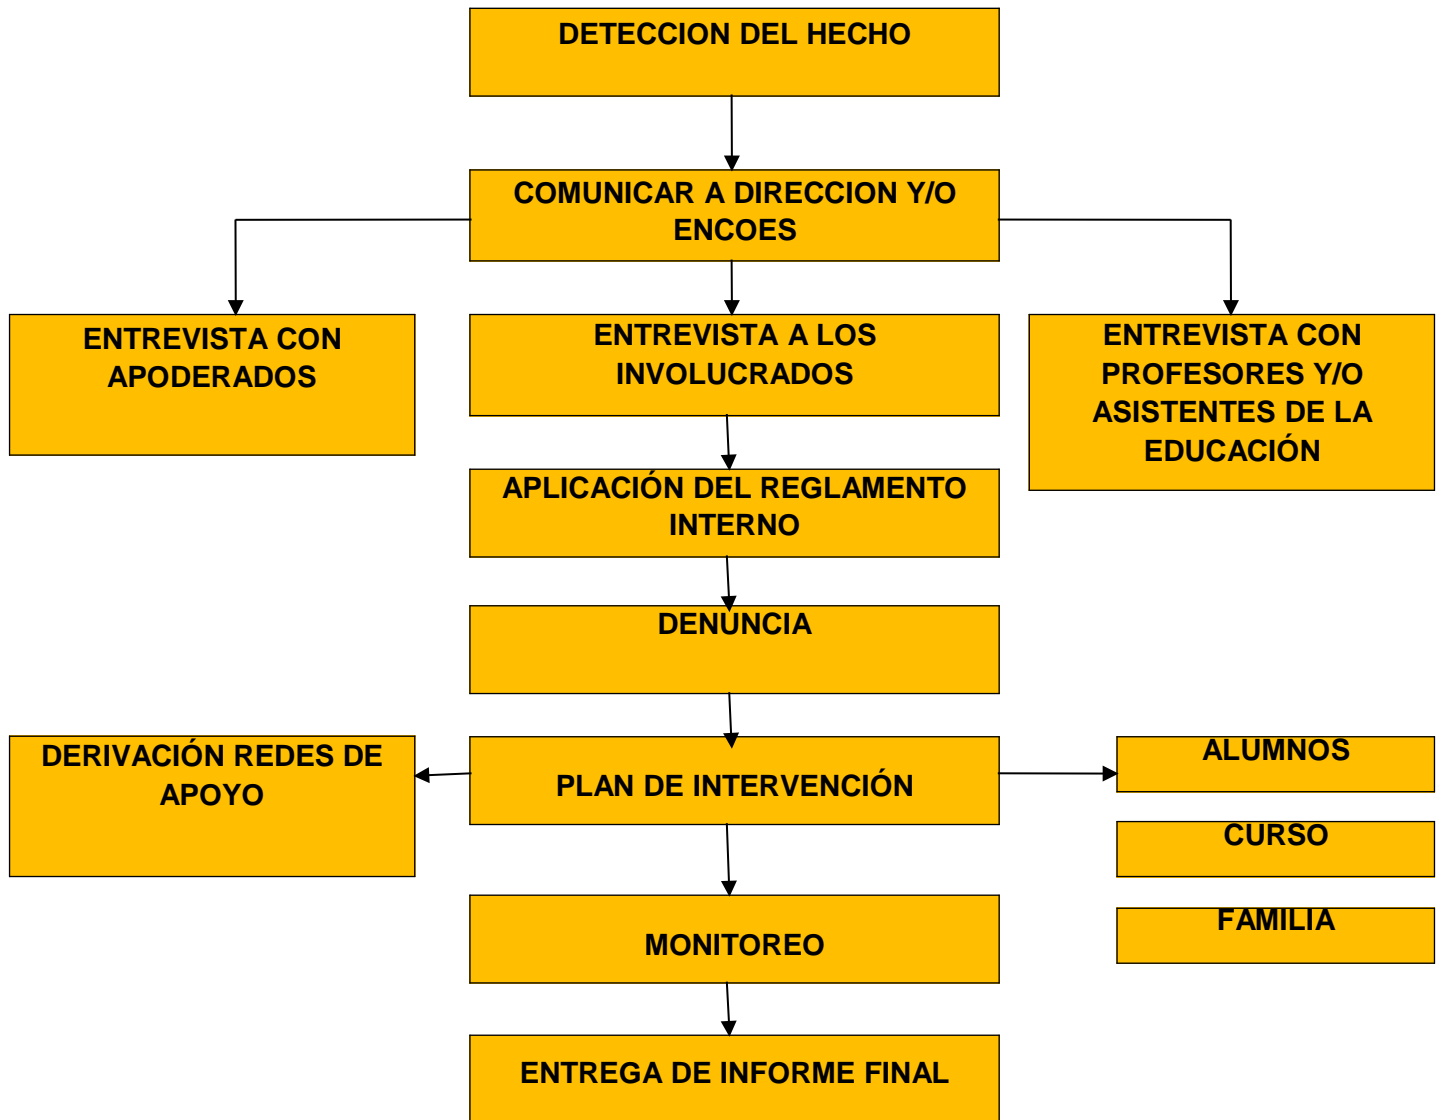 DETECCION DEL HECHO
COMUNICAR A DIRECCION Y/O
ENCOES
ENTREVISTA CON
APODERADOS
ENTREVISTA A LOS
INVOLUCRADOS
ENTREVISTA CON
PROFESORES Y/O
ASISTENTES DE LA
EDUCACIÓN
APLICACIÓN DEL REGLAMENTO
INTERNO
DENUNCIA
DERIVACIÓN REDES DE
APOYO
PLAN DE INTERVENCIÓN
ALUMNOS
CURSO
FAMILIA
MONITOREO
ENTREGA DE INFORME FINAL